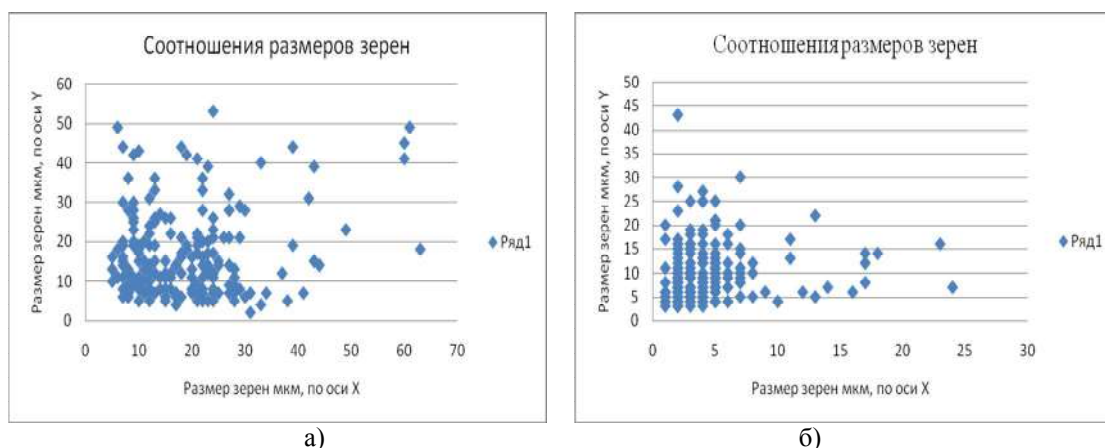 Соотношения размеров зерен
Размер зерен мкм, по оси Y
60
50
40
30
20
10
0
0 10 20 30 40 50 60 70
Размер зерен мкм, по оси X
Ряд1
а)
Соотношения размеров зерен
Размер зерен мкм, по оси Y
50
45
40
35
30
25
20
15
10
5
0
0 5 10 15 20 25 30
Размер зерен мкм, по оси X
Ряд1
б)